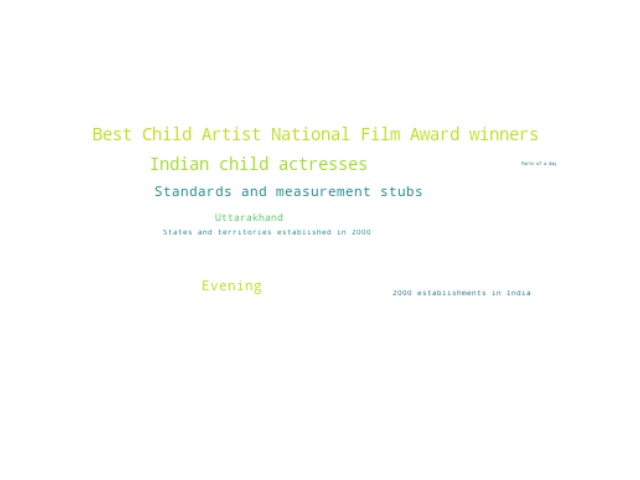 Best Child Artist National Film Award winners
Indian child actresses
Parts of a day
Standards and measurement stubs
Uttarakhand
States and territories established in 2000
Evening
2000 establishments in India